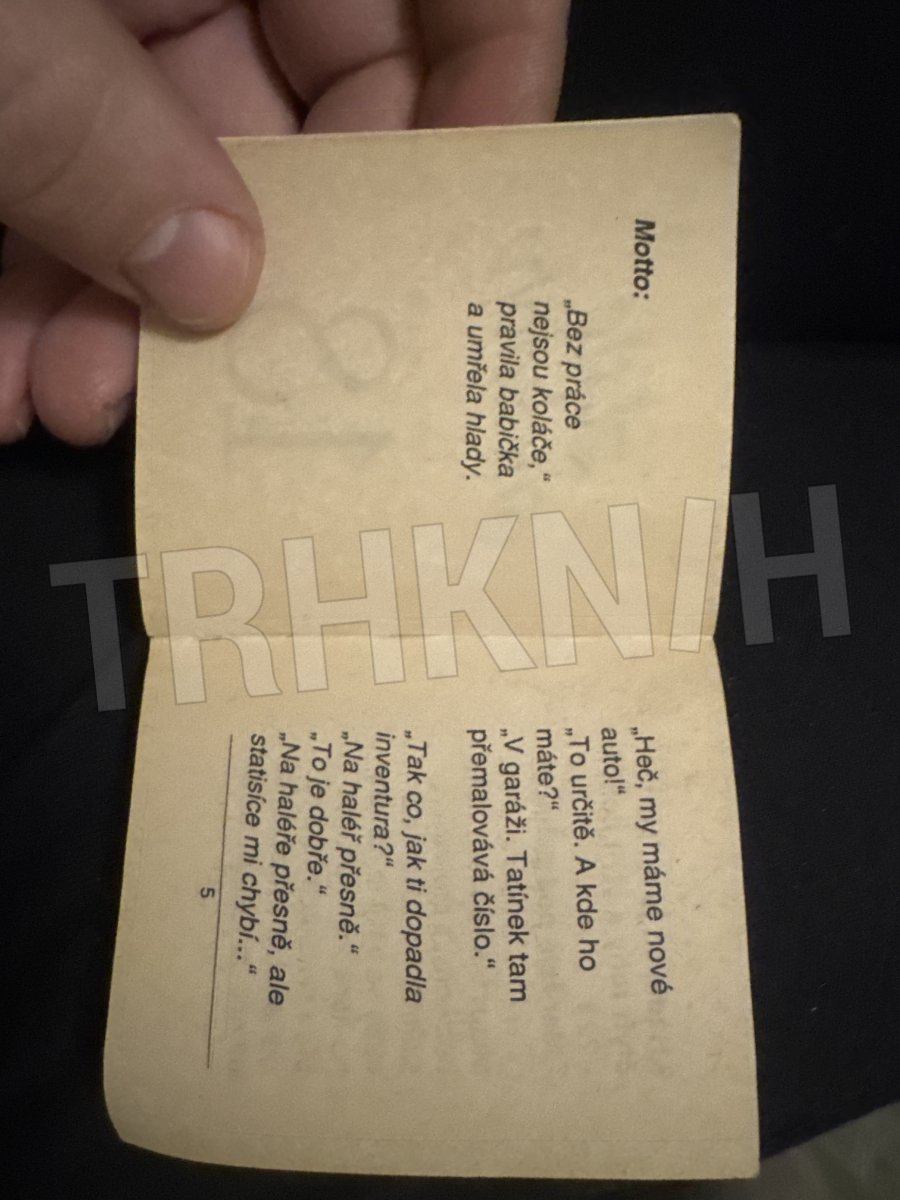 Motto:
„Bez práce
nejsou koláče,“
pravila babička
a umřela hlady.
„Heč, my máme nové
auto!“
„To určitě. A kde ho
máte?“
„V garáži. Tatínek tam
přemalovává číslo.“
„Tak co, jak ti dopadla
inventura?“
„Na haléř přesně.“
„To je dobře.“
„Na haléře přesně, ale
statisíce mi chybí...“
5
TRHKNIH